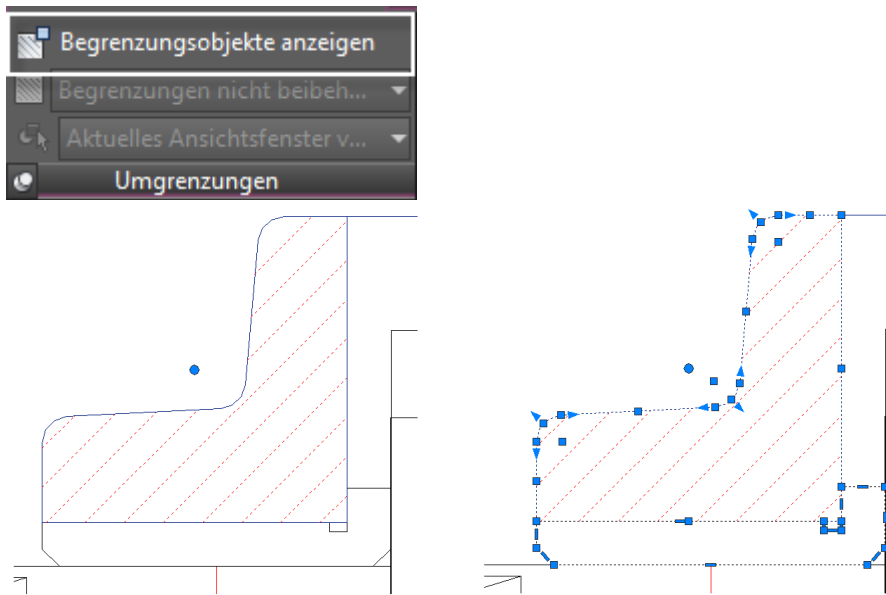 Begrenzungsobjekte anzeigen
Begrenzungen nicht beibeh...
Aktuelles Ansichtsfenster v...
Umgrenzungen